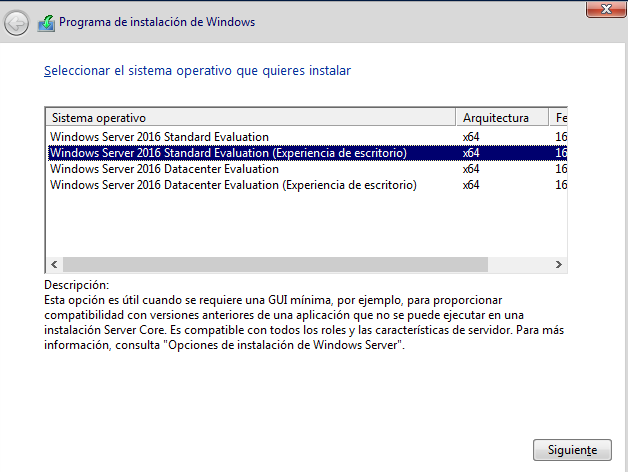 Programa de instalación de Windows
Seleccionar el sistema operativo que quieres instalar
Sistema operativo Arquitectura Fe
Windows Server 2016 Standard Evaluation x64 16
Windows Server 2016 Standard Evaluation (Experiencia de escritorio) x64 16
Windows Server 2016 Datacenter Evaluation x64 16
Windows Server 2016 Datacenter Evaluation (Experiencia de escritorio) x64 16
Descripción:
Esta opción es útil cuando se requiere una GUI mínima, por ejemplo, para proporcionar
compatibilidad con versiones anteriores de una aplicación que no se puede ejecutar en una
instalación Server Core. Es compatible con todos los roles y las características de servidor. Para más
información, consulta "Opciones de instalación de Windows Server".
Siguiente